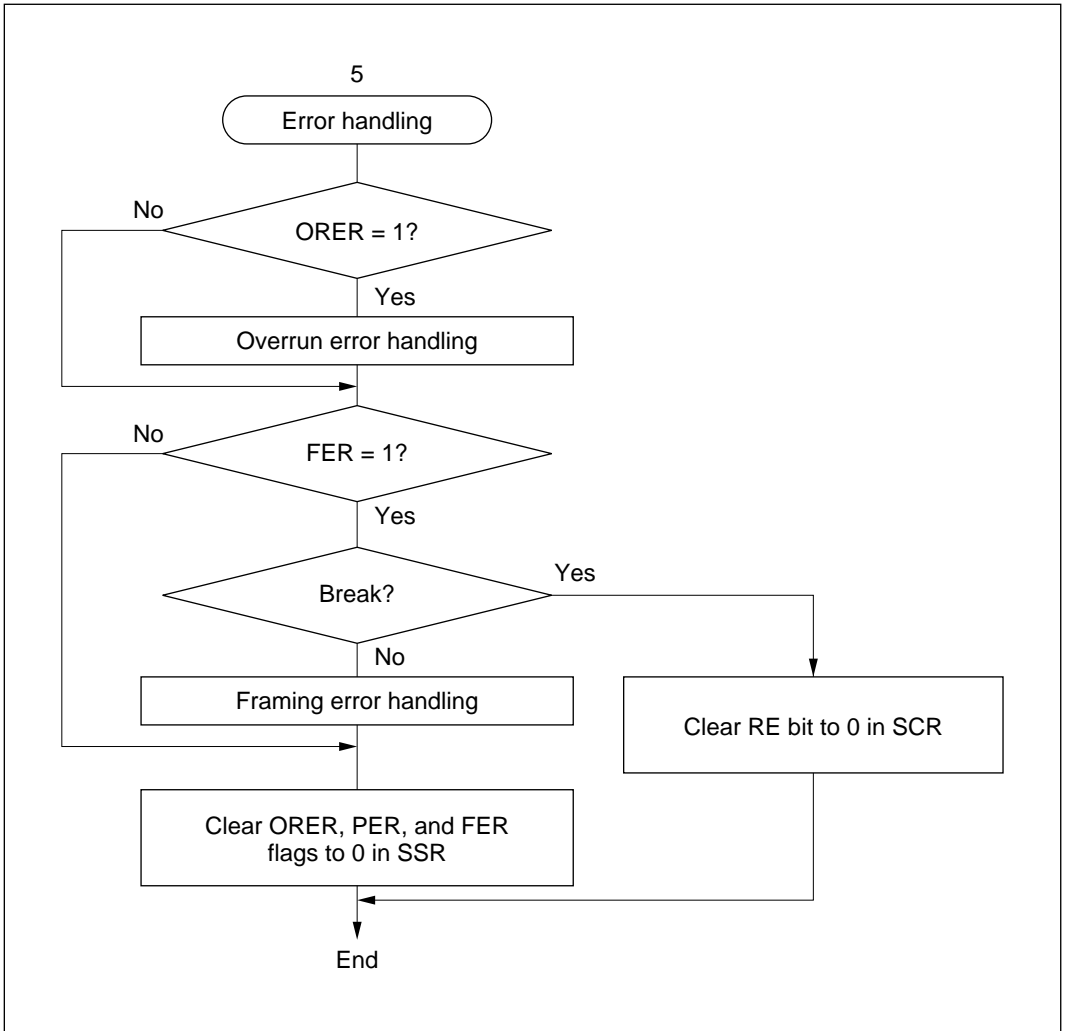 5
Error handling
No
ORER = 1?
Yes
Overrun error handling
No
FER = 1?
Yes
Break?
Yes
No
Framing error handling
Clear RE bit to 0 in SCR
Clear ORER, PER, and FER
flags to 0 in SSR
End